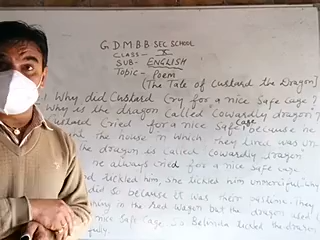 G D M B B SEC SCHOOL
CLASS - X
SUB - ENGLISH
TOPIC - Poem
(The Tale of Custard the Dragon)
1. Why did Custard Cry for a nice Safe Cage?
Why is the dragon Called Cowardly dragon?
Custard Cried for a nice Safe Cage, because he
the house in which they lived was
the dragon is called Cowardly Dragon
he always cried for a nice safe cage
tickled him, she tickled him unmercifully
did & because it was their custom. They
in the Red Wagon but the dragon
nice Safe Cage. So Belinda tickled the dragon